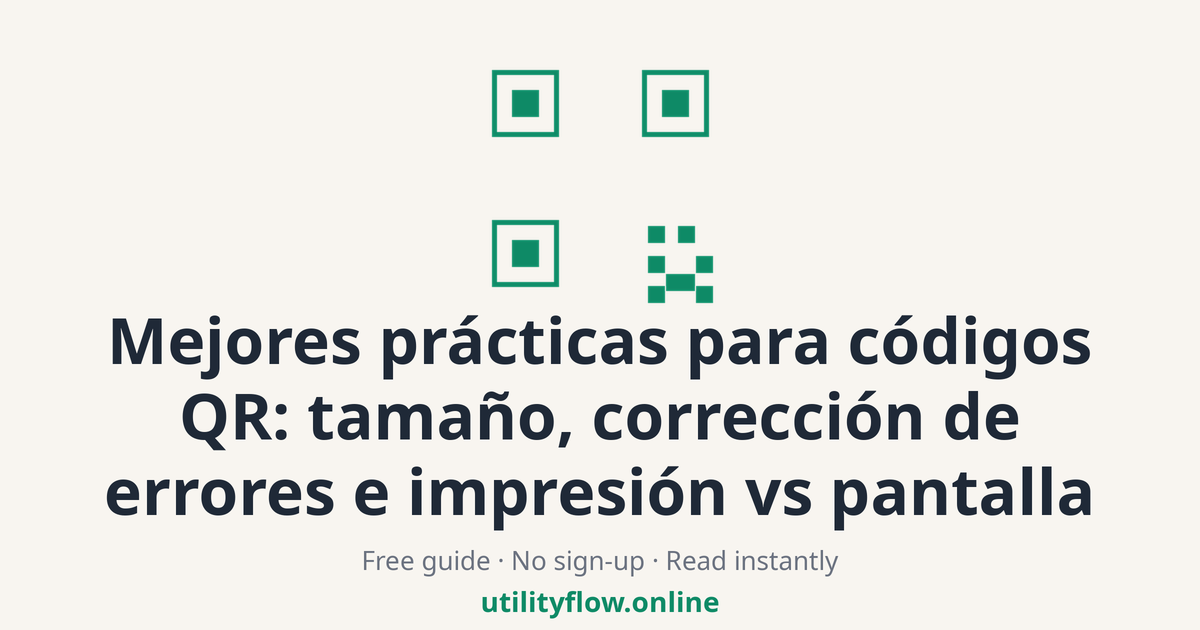 Mejores prácticas para códigos
QR: tamaño, corrección de
errores e impresión vs pantalla
Free guide · No sign-up · Read instantly
utilityflow.online